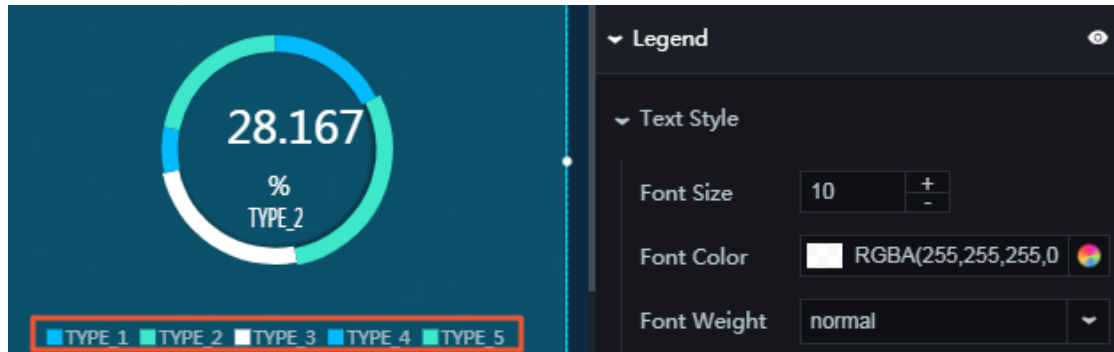 28.167
%
TYPE_2
TYPE_1 TYPE_2 TYPE_3 TYPE_4 TYPE_5
Legend
Text Style
Font Size 10 + -
Font Color RGBA(255,255,255,0
Font Weight normal